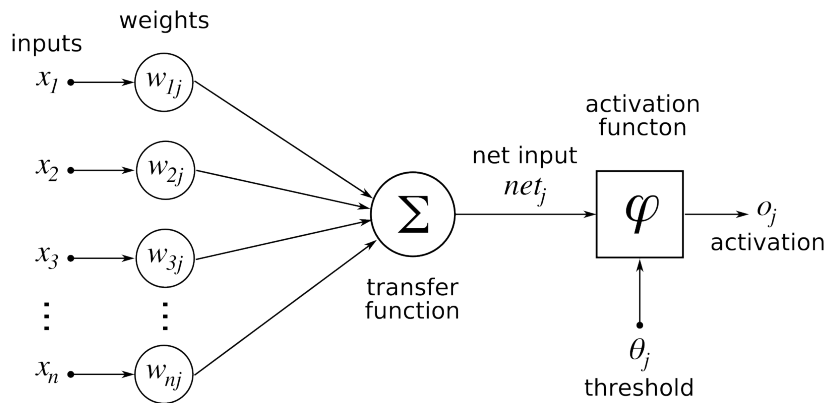 inputs
weights
x1
w1j
x2
w2j
x3
w3j
⋮ ⋮
xn
wnj
Σ
transfer
function
net input
netj
activation
functon
φ
oj
activation
θj
threshold